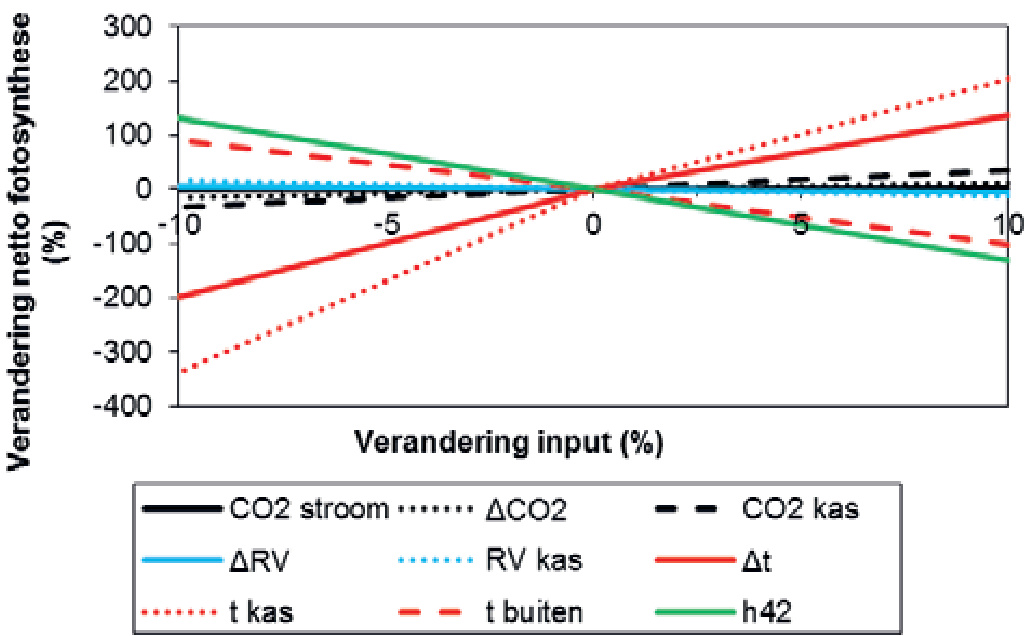 Verandering netto fotosynthese
(%)
300
200
100
0
-100
-200
-300
-400
-10
-5
0
5
10
Verandering input (%)
CO2 stroom
ΔCO2
CO2 kas
ΔRV
RV kas
Δt
t kas
t buiten
h42